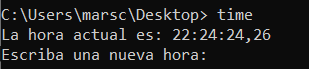 C:\Users\marsc\Desktop> time
La hora actual es: 22:24:24,26
Escriba una nueva hora: